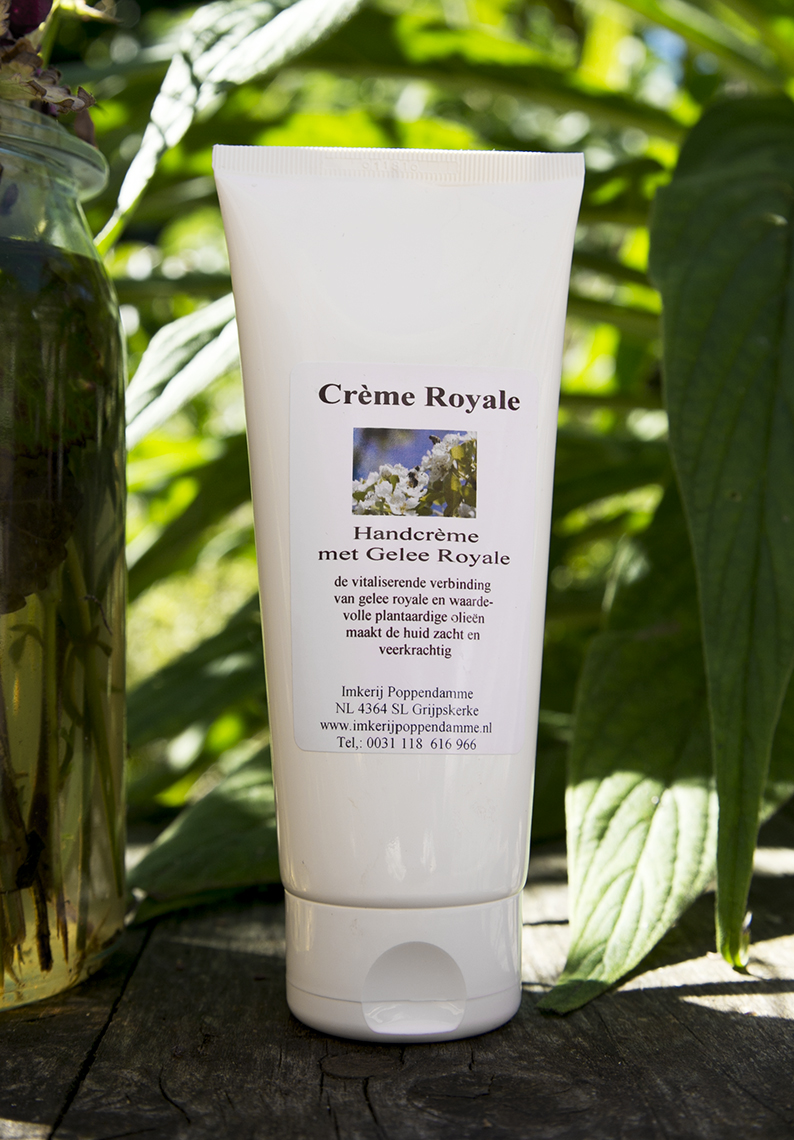 Crème Royale
Handcrème
met Gelee Royale
de vitaliserende verbinding
van gelee royale en waarde-
volle plantaardige olieën
maakt de huid zacht en
veerkrachtig
Imkerij Poppendamme
NL 4364 SL Grijpskerke
www.imkerijpoppendamme.nl
Tel,: 0031 118 616 966